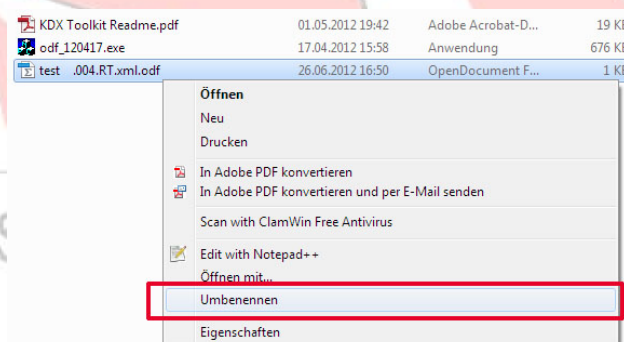 KDX Toolkit Readme.pdf 01.05.2012 19:42 Adobe Acrobat-D... 19 KB
odf_120417.exe 17.04.2012 15:58 Anwendung 676 KB
test .004.RT.xml.odf 26.06.2012 16:50 OpenDocument F... 1 KB
Öffnen
Neu
Drucken
In Adobe PDF konvertieren
In Adobe PDF konvertieren und per E-Mail senden
Scan with ClamWin Free Antivirus
Edit with Notepad++
Öffnen mit...
Umbenennen
Eigenschaften